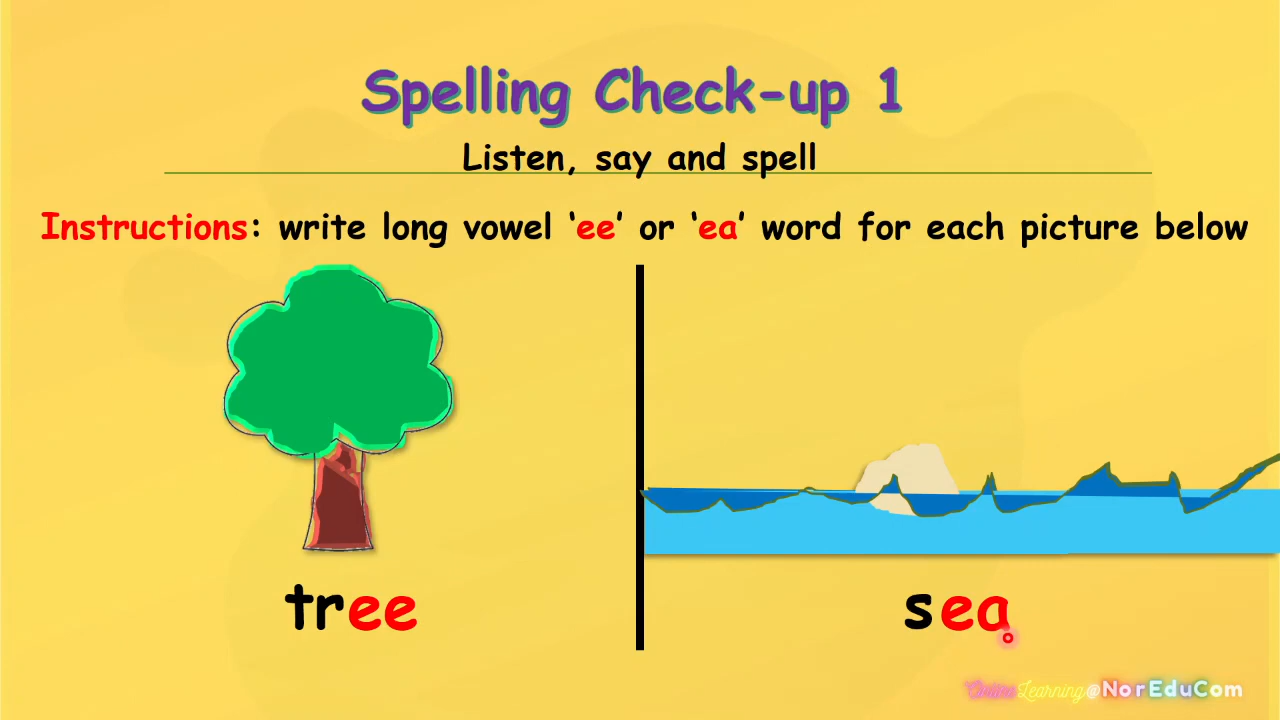 Spelling Check-up 1
Listen, say and spell
Instructions: write long vowel ‘ee’ or ‘ea’ word for each picture below
tree
sea
Online Learning@NorEduCom